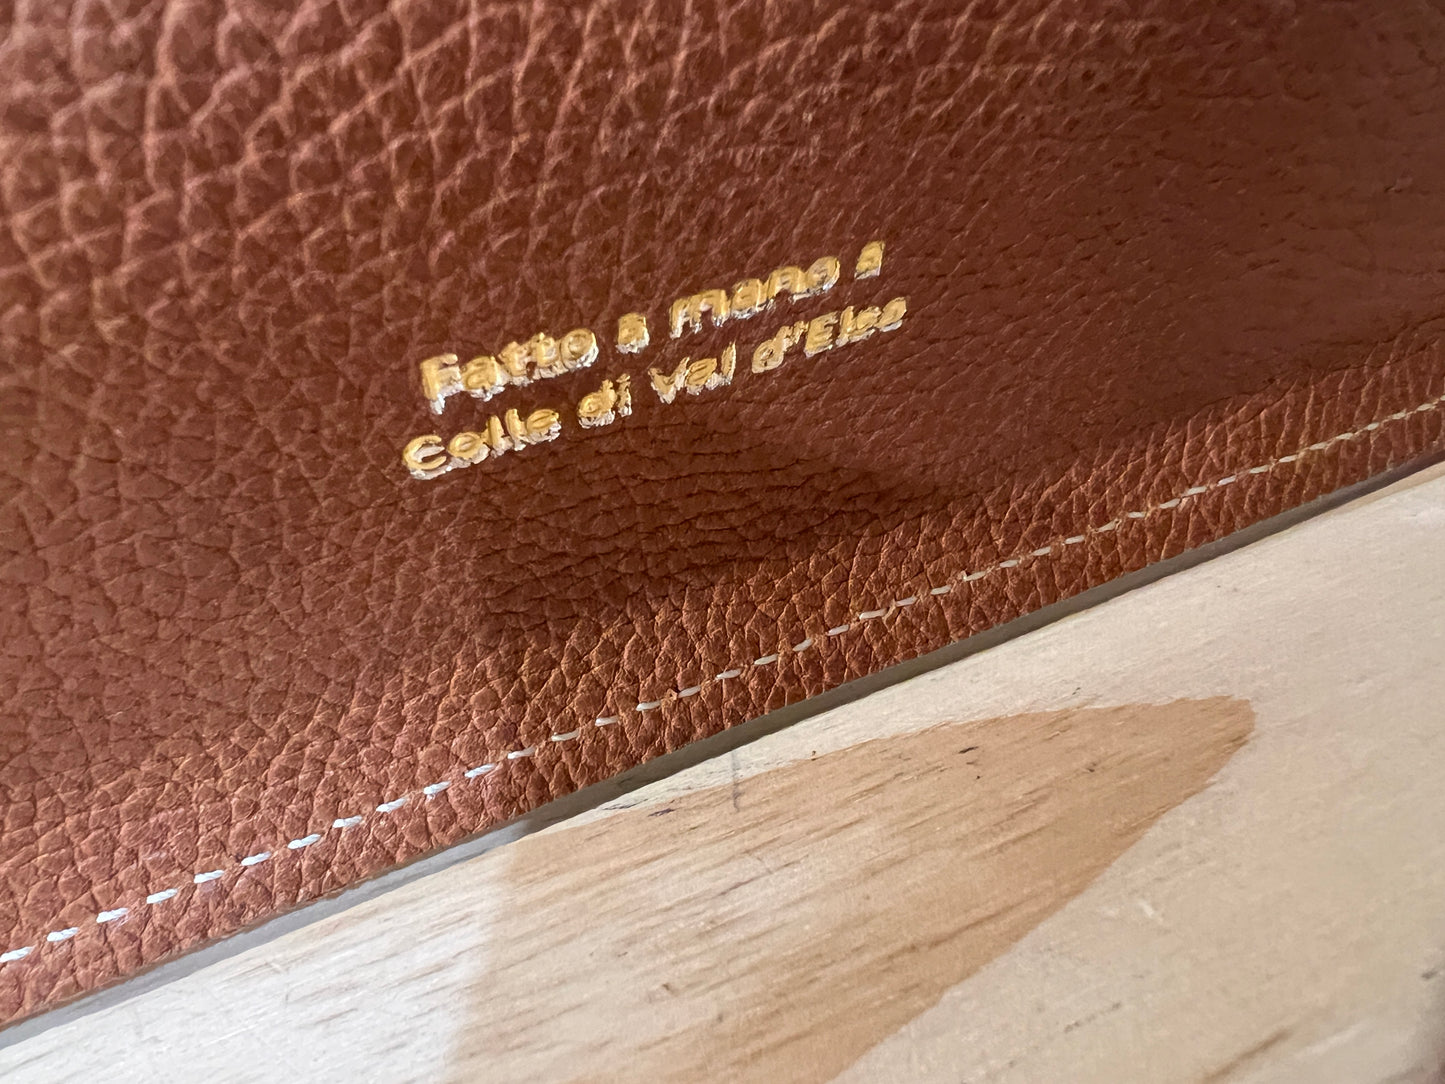 Fatto a Mano a
Colle di Val d'Elsa